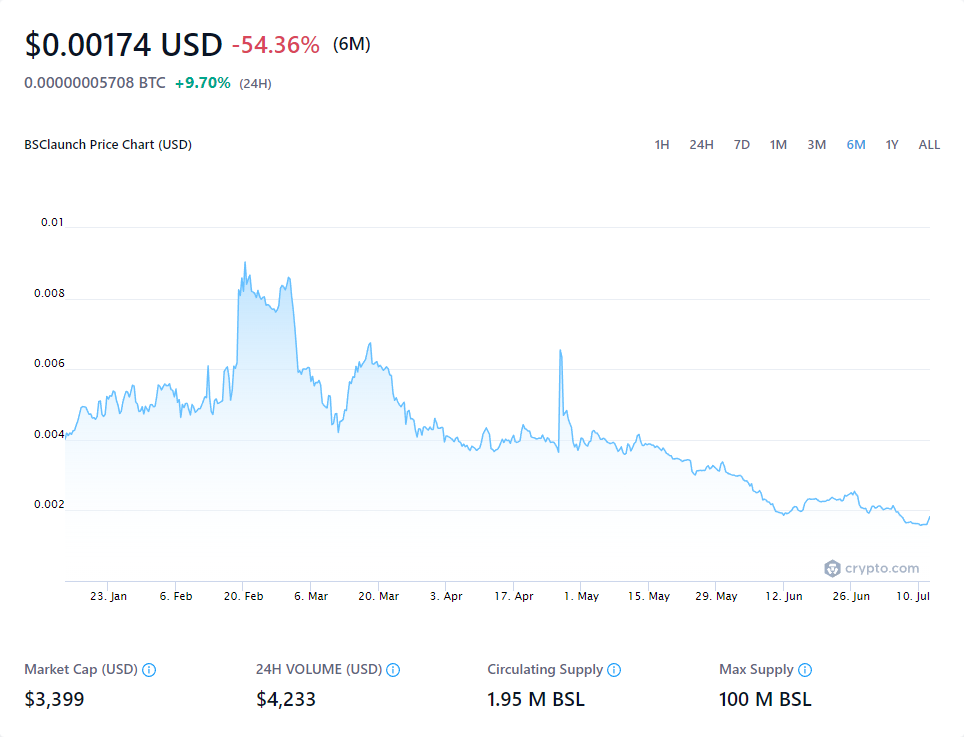 $0.00174 USD -54.36% (6M)
0.00000005708 BTC +9.70% (24H)
BSClaunch Price Chart (USD) 1H 24H 7D 1M 3M 6M 1Y ALL
0.01
0.008
0.006
0.004
0.002
crypto.com
23. Jan 6. Feb 20. Feb 6. Mar 20. Mar 3. Apr 17. Apr 1. May 15. May 29. May 12. Jun 26. Jun 10. Jul
Market Cap (USD) 24H VOLUME (USD) Circulating Supply Max Supply
$3,399 $4,233 1.95 M BSL 100 M BSL